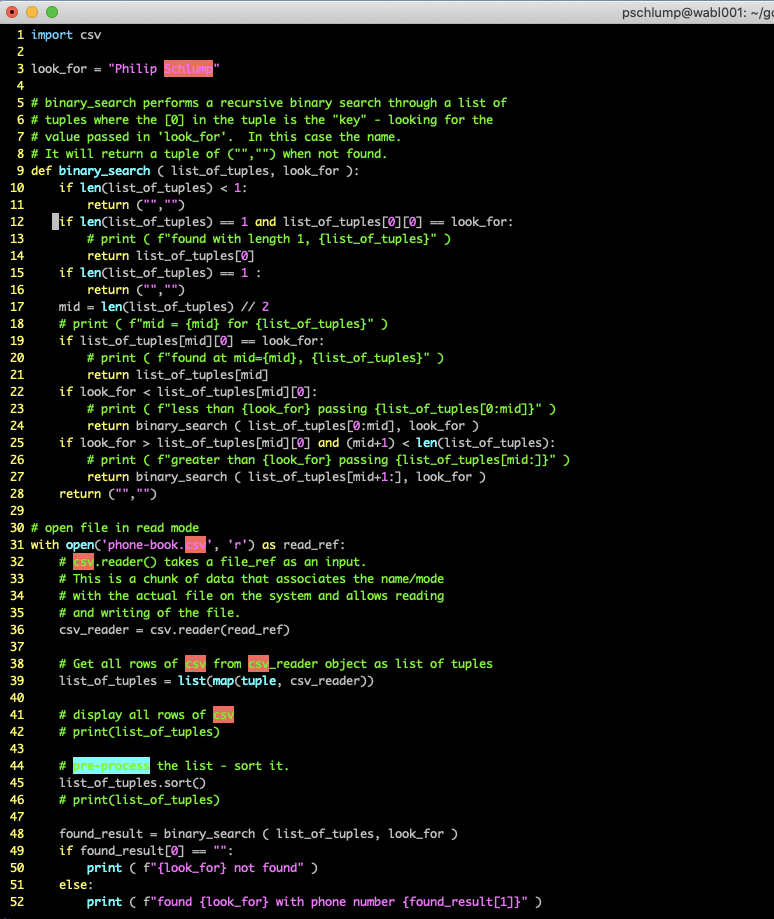 pschlump@wabl001: ~/go
1 import csv
2
3 look_for = "Philip Schlump"
4
5 # binary_search performs a recursive binary search through a list of
6 # tuples where the [0] in the tuple is the "key" - looking for the
7 # value passed in 'look_for'.  In this case the name.
8 # It will return a tuple of ("","") when not found.
9 def binary_search ( list_of_tuples, look_for ):
10     if len(list_of_tuples) < 1:
11         return ("","")
12     if len(list_of_tuples) == 1 and list_of_tuples[0][0] == look_for:
13         # print ( f"found with length 1, {list_of_tuples}" )
14         return list_of_tuples[0]
15     if len(list_of_tuples) == 1 :
16         return ("","")
17     mid = len(list_of_tuples) // 2
18     # print ( f"mid = {mid} for {list_of_tuples}" )
19     if list_of_tuples[mid][0] == look_for:
20         # print ( f"found at mid={mid}, {list_of_tuples}" )
21         return list_of_tuples[mid]
22     if look_for < list_of_tuples[mid][0]:
23         # print ( f"less than {look_for} passing {list_of_tuples[0:mid]}" )
24         return binary_search ( list_of_tuples[0:mid], look_for )
25     if look_for > list_of_tuples[mid][0] and (mid+1) < len(list_of_tuples):
26         # print ( f"greater than {look_for} passing {list_of_tuples[mid:]}" )
27         return binary_search ( list_of_tuples[mid+1:], look_for )
28     return ("","")
29
30 # open file in read mode
31 with open('phone-book.csv', 'r') as read_ref:
32     # csv.reader() takes a file_ref as an input.
33     # This is a chunk of data that associates the name/mode
34     # with the actual file on the system and allows reading
35     # and writing of the file.
36     csv_reader = csv.reader(read_ref)
37
38     # Get all rows of csv from csv_reader object as list of tuples
39     list_of_tuples = list(map(tuple, csv_reader))
40
41     # display all rows of csv
42     # print(list_of_tuples)
43
44     # pre-process the list - sort it.
45     list_of_tuples.sort()
46     # print(list_of_tuples)
47
48     found_result = binary_search ( list_of_tuples, look_for )
49     if found_result[0] == "":
50         print ( f"{look_for} not found" )
51     else:
52         print ( f"found {look_for} with phone number {found_result[1]}" )